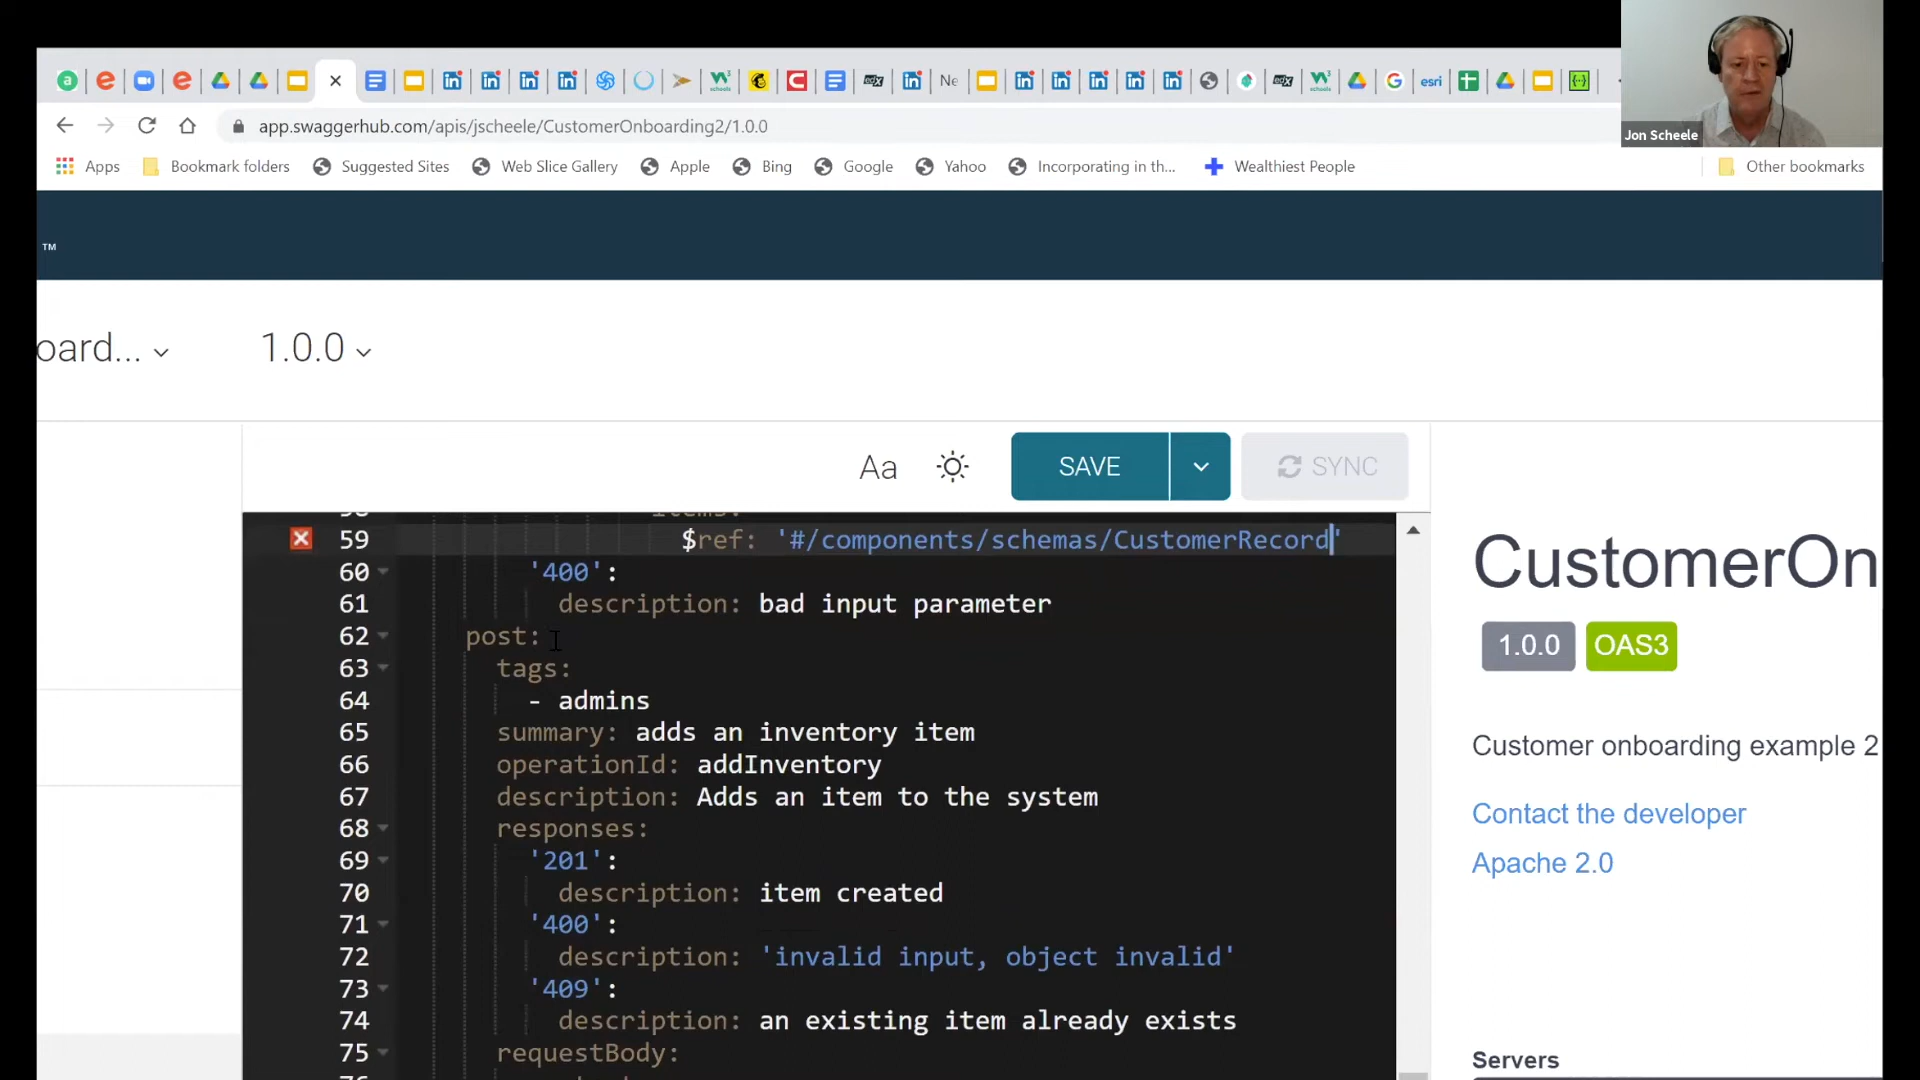 Ne
esri
app.swaggerhub.com/apis/jscheele/CustomerOnboarding2/1.0.0
Jon Scheele
Apps Bookmark folders Suggested Sites Web Slice Gallery Apple Bing Google Yahoo Incorporating in th... Wealthiest People Other bookmarks
TM
oard... 1.0.0
Aa SAVE SYNC
59 $ref: '#/components/schemas/CustomerRecord'
60 '400':
61 description: bad input parameter
62 post:
63 tags:
64 - admins
65 summary: adds an inventory item
66 operationId: addInventory
67 description: Adds an item to the system
68 responses:
69 '201':
70 description: item created
71 '400':
72 description: 'invalid input, object invalid'
73 '409':
74 description: an existing item already exists
75 requestBody:
CustomerOn
1.0.0 OAS3
Customer onboarding example 2
Contact the developer
Apache 2.0
Servers